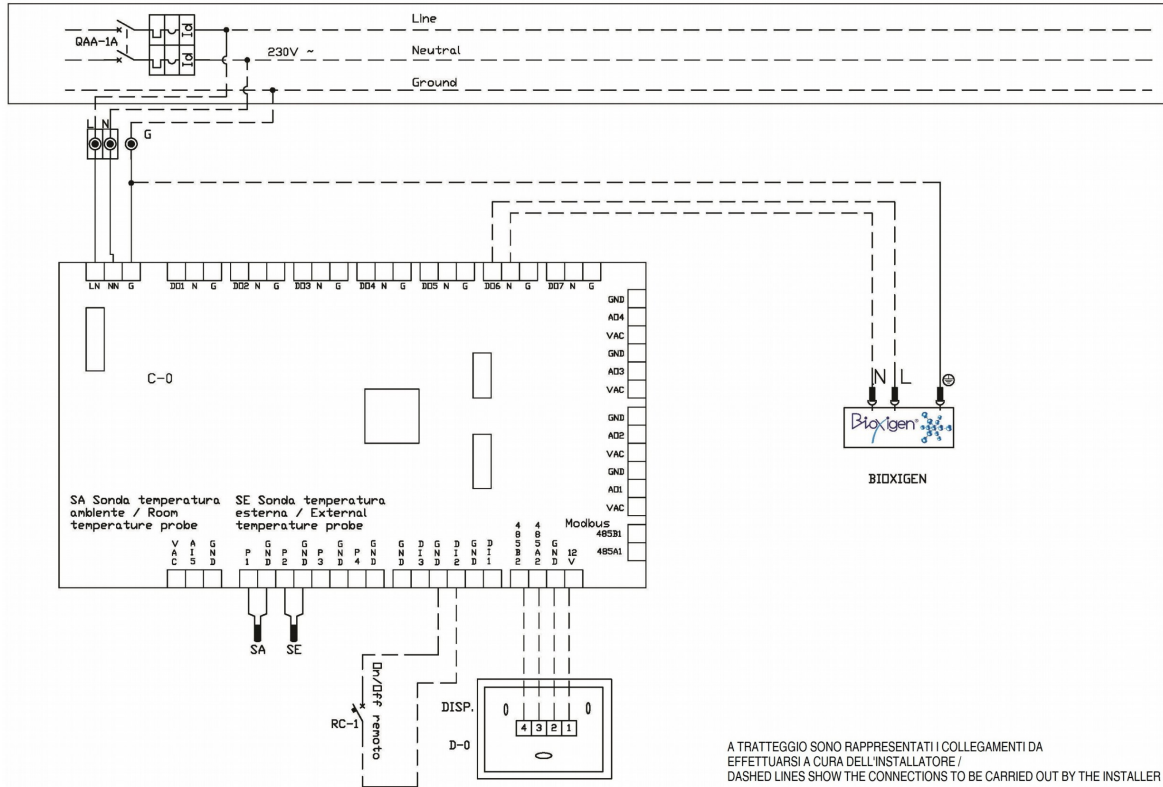 Line
QAA-1A
Id
230V ~
Neutral
Id
Ground
L N
G
LN NN G
DO1 N G
DO2 N G
DO3 N G
DO4 N G
DO5 N G
DO6 N G
DO7 N G
GND
AO4
VAC
GND
AO3
VAC
GND
AO2
VAC
GND
AO1
VAC
C-0
N L
Bioxigen®
BIOXIGEN
SA Sonda temperatura
ambiente / Room
temperature probe
SE Sonda temperatura
esterna / External
temperature probe
Modbus
485B1
485A1
VAC
AI5
GND
P1
GND
P2
GND
P3
GND
P4
GND
GND
DI3
GND
DI2
GND
DI1
485B2
485A2
GND
12V
SA
SE
On/Off remoto
RC-1
DISP.
4 3 2 1
D-0
A TRATTEGGIO SONO RAPPRESENTATI I COLLEGAMENTI DA
EFFETTUARSI A CURA DELL'INSTALLATORE /
DASHED LINES SHOW THE CONNECTIONS TO BE CARRIED OUT BY THE INSTALLER